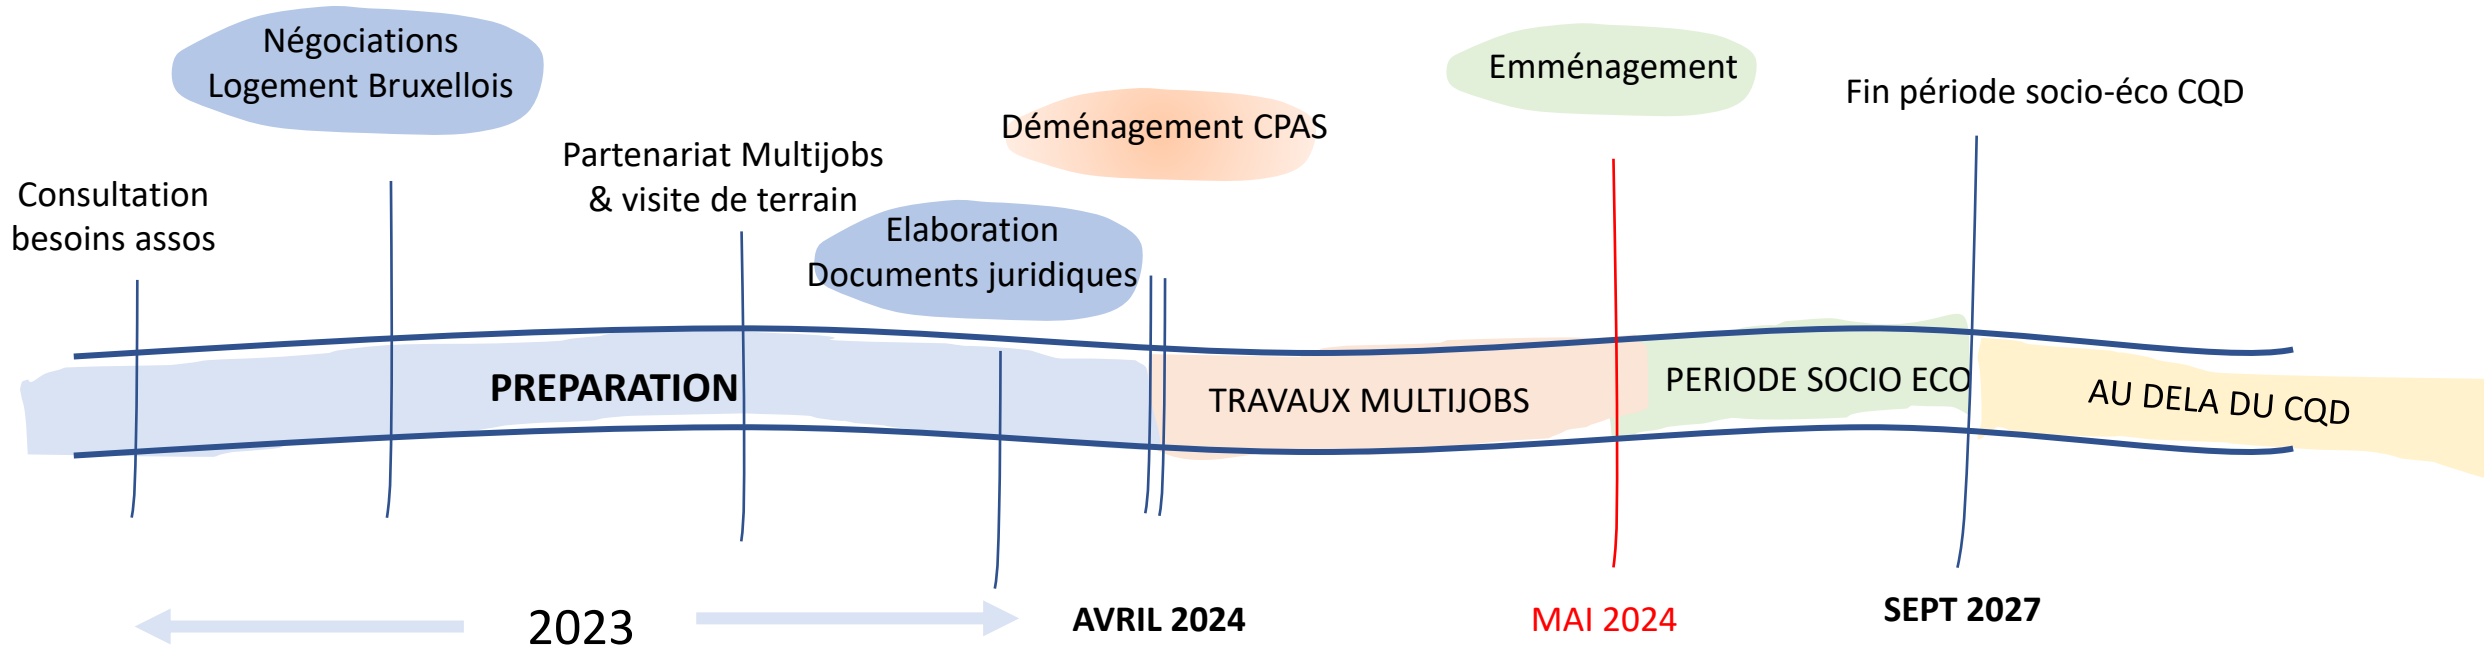 Négociations
Logement Bruxellois
Emménagement
Fin période socio-éco CQD
Déménagement CPAS
Partenariat Multijobs
& visite de terrain
Consultation
besoins assos
Elaboration
Documents juridiques
PREPARATION
TRAVAUX MULTIJOBS
PERIODE SOCIO ECO
AU DELA DU CQD
2023
AVRIL 2024
MAI 2024
SEPT 2027